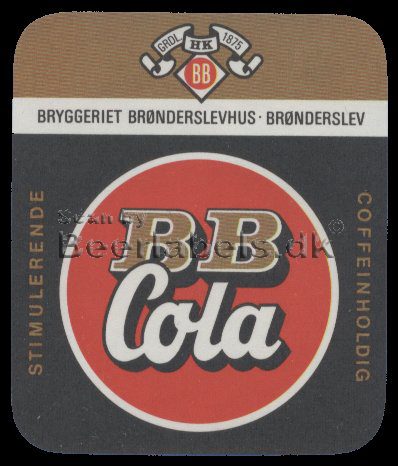 GRDL. HK 1875
BB
BRYGGERIET BRØNDERSLEVHUS · BRØNDERSLEV
STIMULERENDE
COFFEINHOLDIG
Scan by ©
Beerlabels.dk
BB
Cola